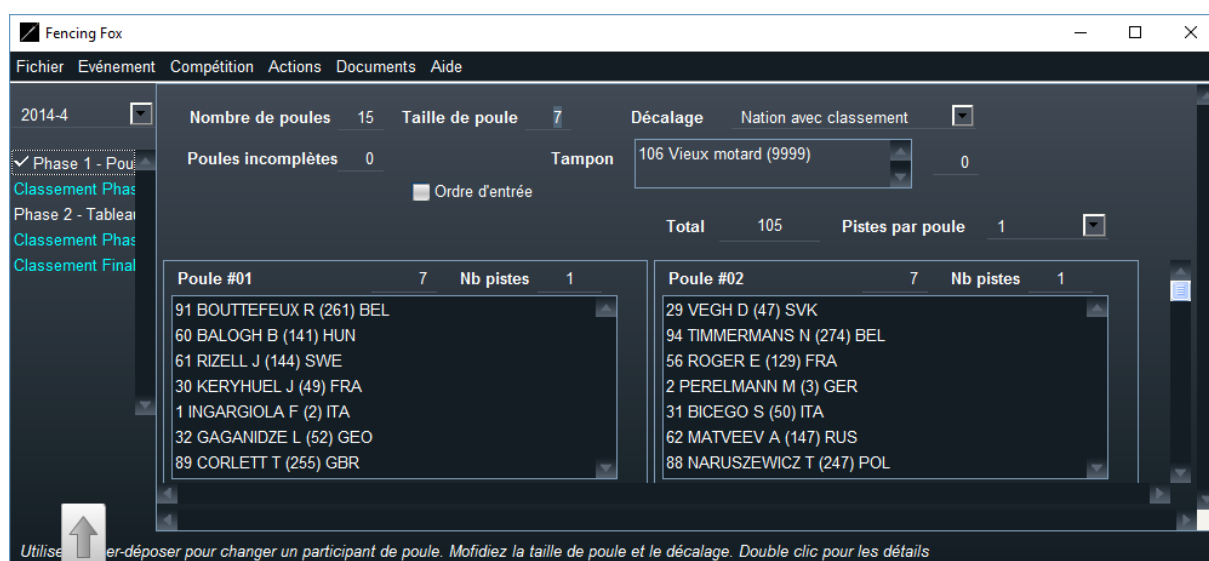 Fencing Fox
Fichier Evénement Compétition Actions Documents Aide
2014-4
Nombre de poules 15 Taille de poule 7 Décalage Nation avec classement
Poules incomplètes 0 Tampon 106 Vieux motard (9999) 0
Ordre d'entrée
Total 105 Pistes par poule 1
Phase 1 - Pou
Classement Phas
Phase 2 - Tableau
Classement Phas
Classement Final
Poule #01 7 Nb pistes 1
91 BOUTTEFEUX R (261) BEL
60 BALOGH B (141) HUN
61 RIZELL J (144) SWE
30 KERYHUEL J (49) FRA
1 INGARGIOLA F (2) ITA
32 GAGANIDZE L (52) GEO
89 CORLETT T (255) GBR
Poule #02 7 Nb pistes 1
29 VEGH D (47) SVK
94 TIMMERMANS N (274) BEL
56 ROGER E (129) FRA
2 PERELMANN M (3) GER
31 BICEGO S (50) ITA
62 MATVEEV A (147) RUS
88 NARUSZEWICZ T (247) POL
Utilise er-déposer pour changer un participant de poule. Mofidiez la taille de poule et le décalage. Double clic pour les détails